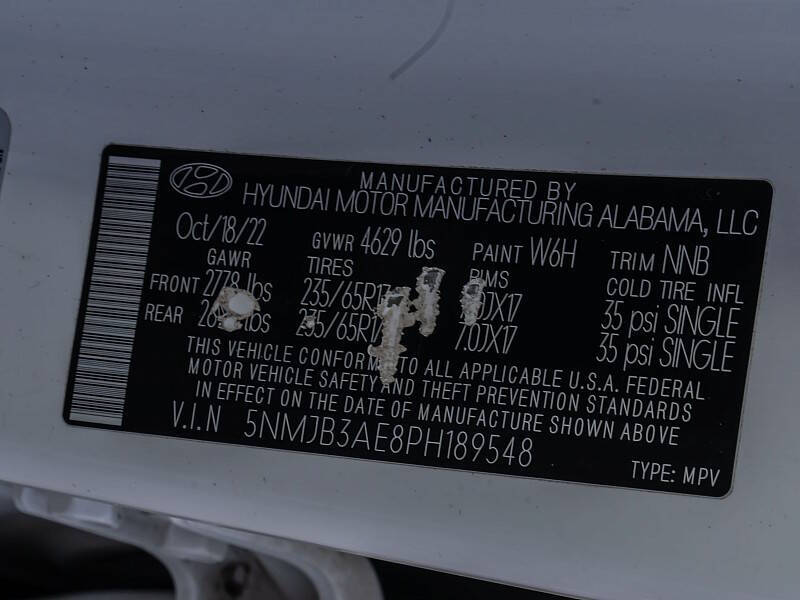 MANUFACTURED BY
HYUNDAI MOTOR MANUFACTURING ALABAMA, LLC
Oct/18/22 GVWR 4629 lbs PAINT W6H TRIM NNB
GAWR TIRES RIMS COLD TIRE INFL
FRONT 2778 lbs 235/65R17 35 psi SINGLE
REAR lbs 7.0JX17 35 psi SINGLE
THIS VEHICLE CONFORMS TO ALL APPLICABLE U.S.A. FEDERAL
MOTOR VEHICLE SAFETY AND THEFT PREVENTION STANDARDS
IN EFFECT ON THE DATE OF MANUFACTURE SHOWN ABOVE
V.I.N 5NMJB3AE8PH189548
TYPE: MPV